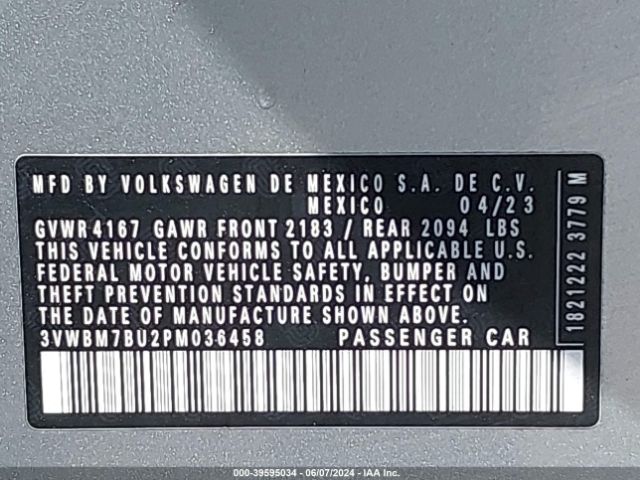 MFD BY VOLKSWAGEN DE MEXICO S.A. DE C.V.
MEXICO 04/23
GVWR 4167 GAWR FRONT 2183 / REAR 2094 LBS
THIS VEHICLE CONFORMS TO ALL APPLICABLE U.S.
FEDERAL MOTOR VEHICLE SAFETY, BUMPER AND
THEFT PREVENTION STANDARDS IN EFFECT ON
THE DATE OF MANUFACTURE SHOWN ABOVE.
3VWBM7BU2PM036458 PASSENGER CAR
18211222 3779 M
000-39595034 - 06/07/2024 - IAA Inc.